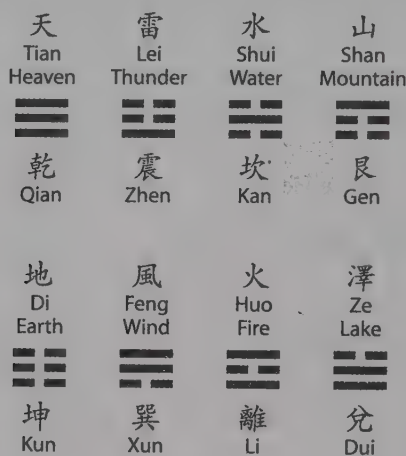 天 雷 水 山
Tian Lei Shui Shan
Heaven Thunder Water Mountain
乾 震 坎 艮
Qian Zhen Kan Gen
地 風 火 澤
Di Feng Huo Ze
Earth Wind Fire Lake
坤 巽 離 兌
Kun Xun Li Dui